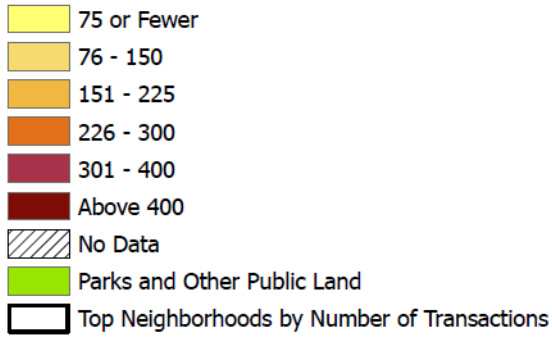 75 or Fewer
76 - 150
151 - 225
226 - 300
301 - 400
Above 400
No Data
Parks and Other Public Land
Top Neighborhoods by Number of Transactions